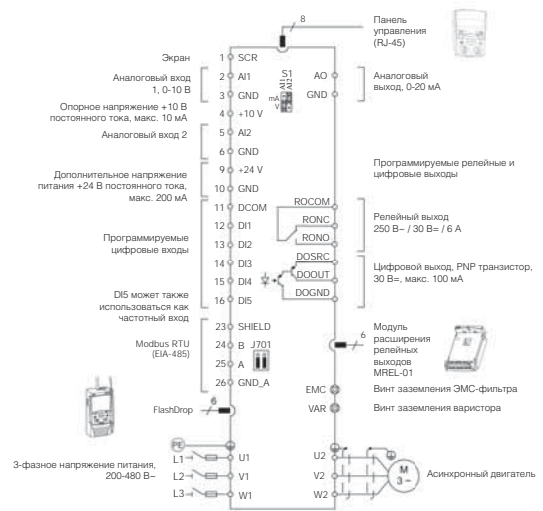 8
Панель
управления
(RJ-45)
Экран
1 SCR
Аналоговый вход
1, 0-10 В
2 AI1
3 GND
S1
AI1
AI2
mA
V
AO
GND
Аналоговый
выход, 0-20 мА
Опорное напряжение +10 В
постоянного тока, макс. 10 мА
4 +10 V
Аналоговый вход 2
5 AI2
6 GND
Дополнительное напряжение
питания +24 В постоянного тока,
макс. 200 мА
9 +24 V
10 GND
Программируемые релейные и
цифровые выходы
11 DCOM
12 DI1
13 DI2
14 DI3
15 DI4
16 DI5
Программируемые
цифровые входы
DI5 может также
использоваться как
частотный вход
ROCOM
RONC
RONO
Релейный выход
250 В~ / 30 В= / 6 А
DOSRC
DOOUT
DOGND
Цифровой выход, PNP транзистор,
30 В=, макс. 100 мА
23 SHIELD
24 B J701
25 A
26 GND_A
Modbus RTU
(EIA-485)
6
Модуль
расширения
релейных
выходов
MREL-01
EMC
Винт заземления ЭМС-фильтра
VAR
Винт заземления варистора
6
FlashDrop
PE
3-фазное напряжение питания,
200-480 В~
L1 U1
L2 V1
L3 W1
U2
V2
W2
M
3 ~
Асинхронный двигатель